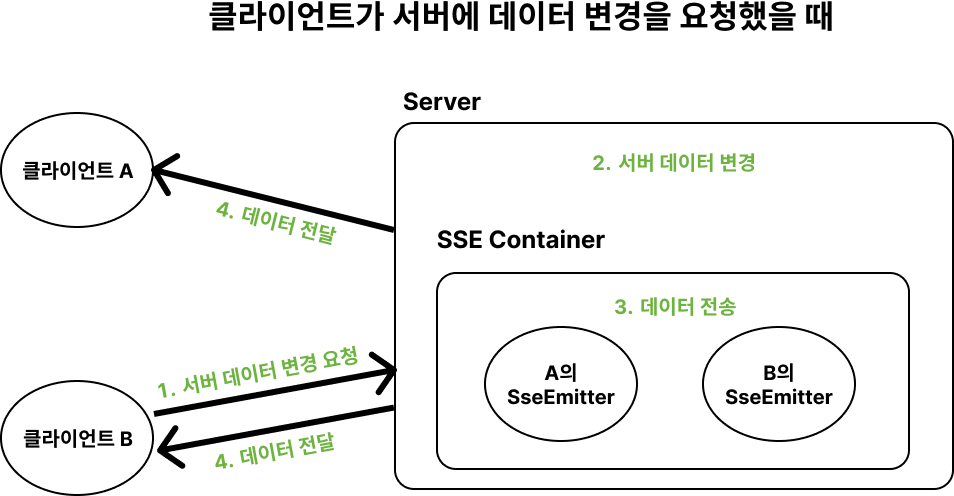 클라이언트가 서버에 데이터 변경을 요청했을 때
Server
2. 서버 데이터 변경
클라이언트 A
4. 데이터 전달
SSE Container
3. 데이터 전송
A의
SseEmitter
B의
SseEmitter
1. 서버 데이터 변경 요청
클라이언트 B
4. 데이터 전달